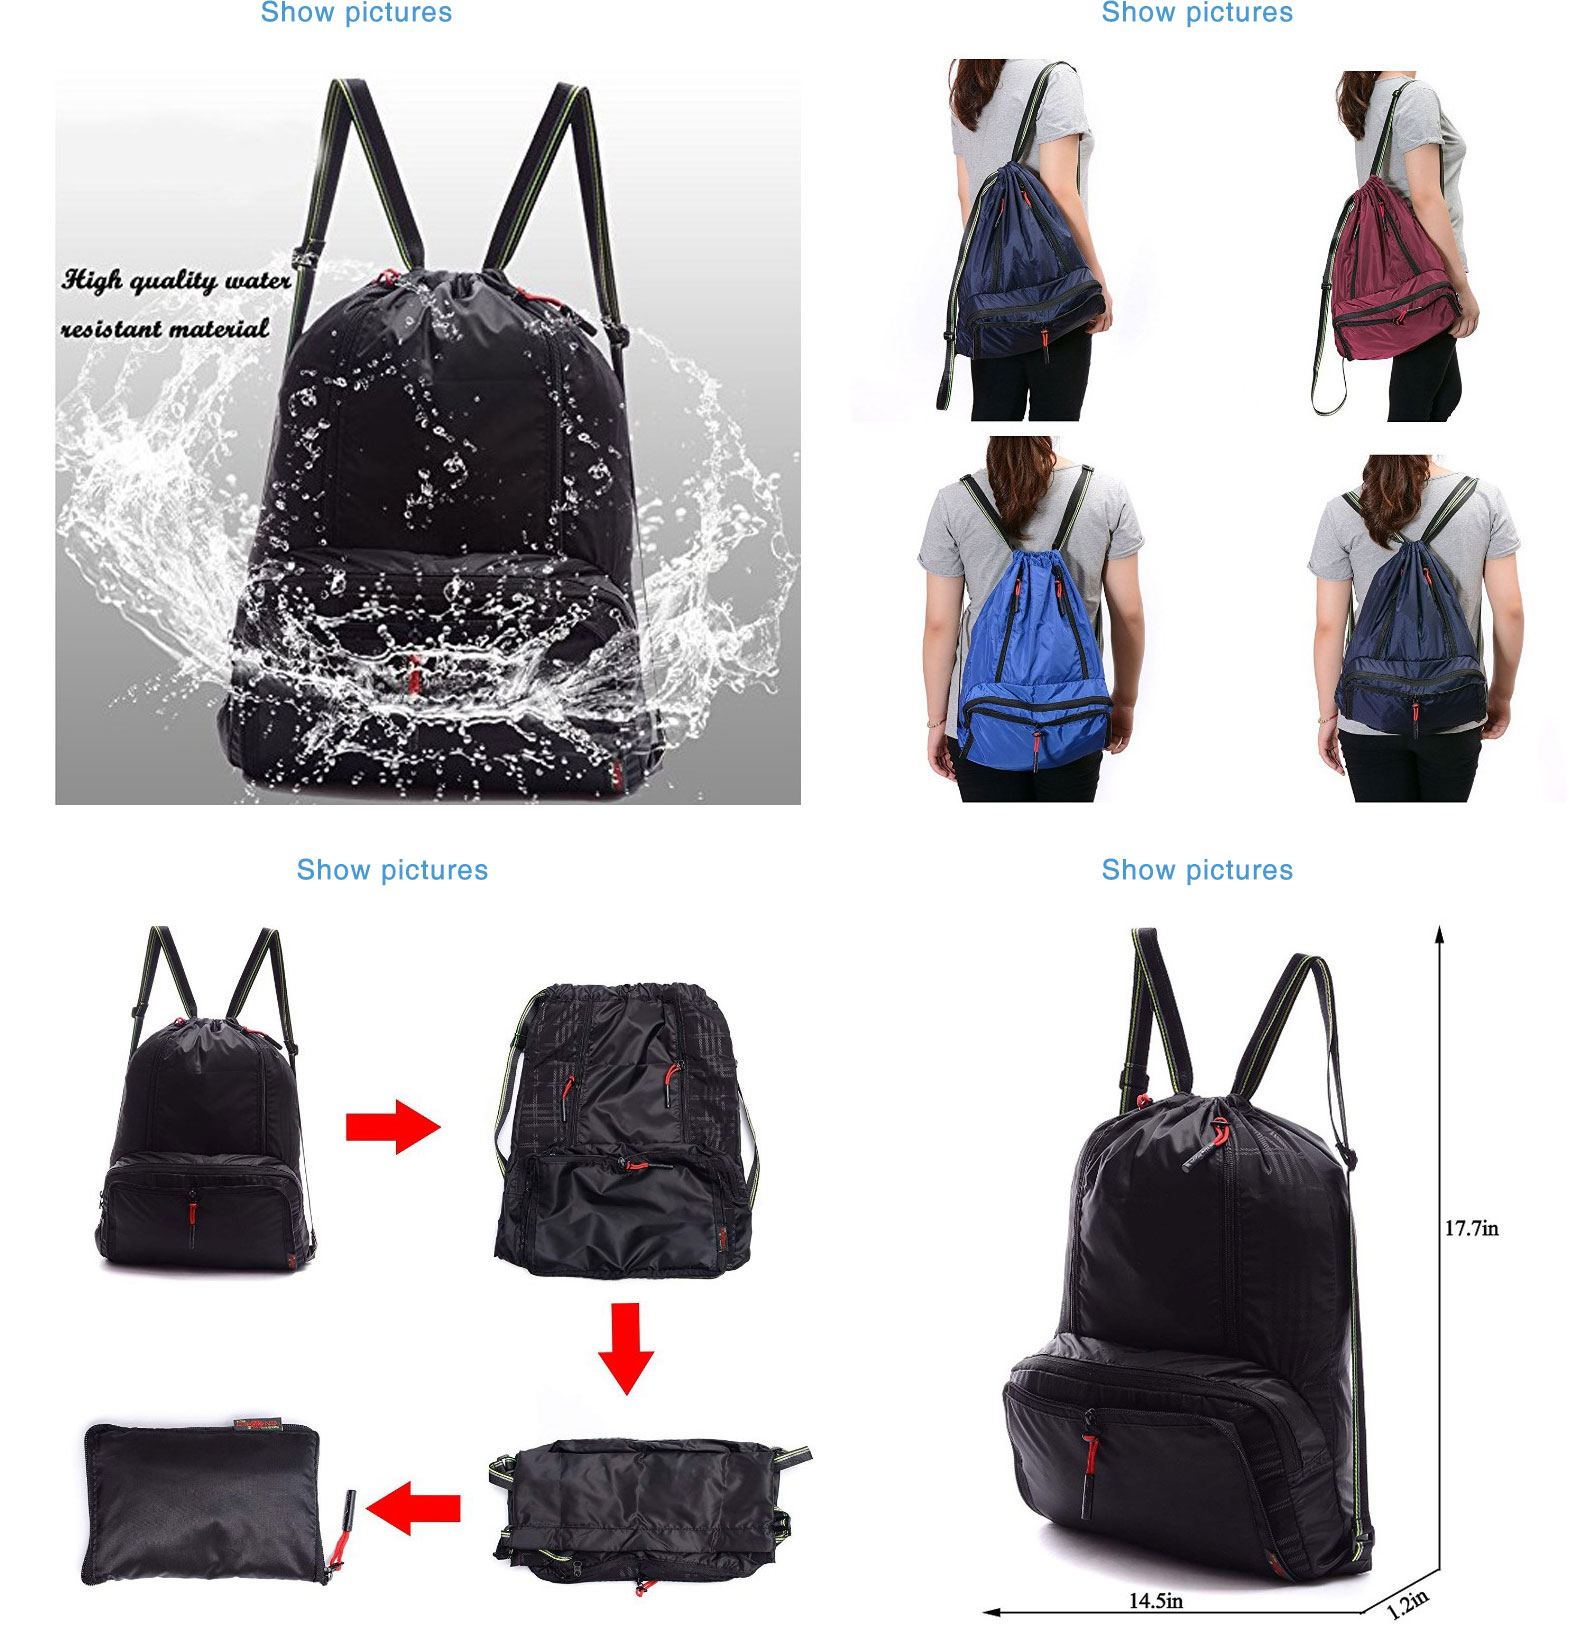 Show pictures
Show pictures
High quality water
resistant material
Show pictures
Show pictures
17.7in
14.5in
1.2in